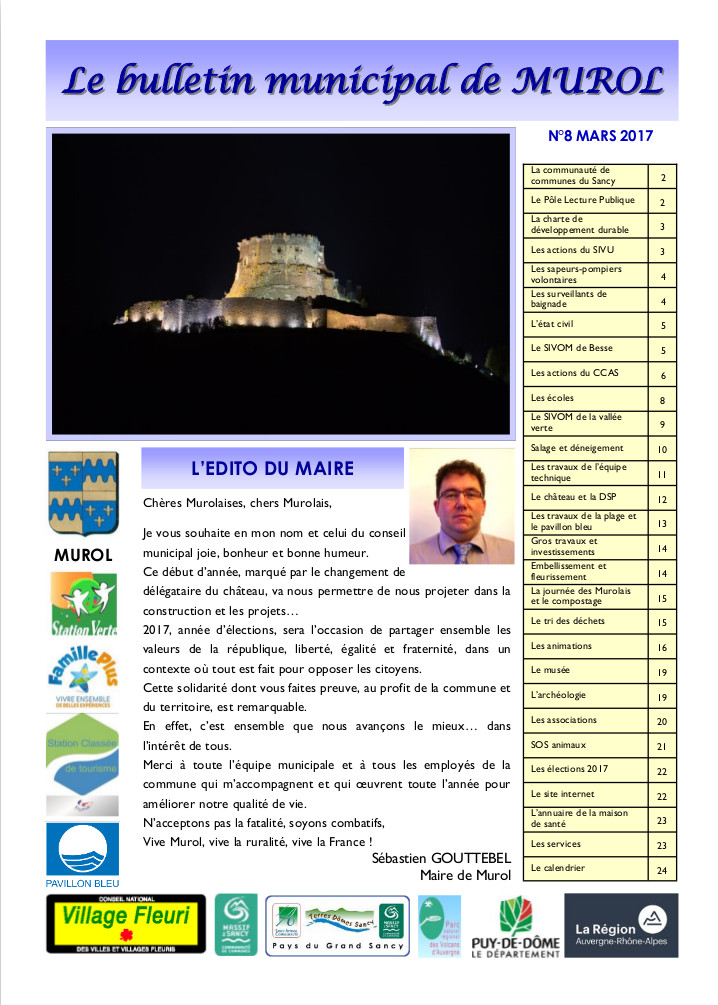 Le bulletin municipal de MUROL
N°8 MARS 2017
La communauté de
communes du Sancy
2
Le Pôle Lecture Publique 2
La charte de
développement durable
3
Les actions du SIVU 3
Les sapeurs-pompiers
volontaires
4
Les surveillants de
baignade
4
L'état civil 5
Le SIVOM de Besse 5
Les actions du CCAS 6
Les écoles 8
Le SIVOM de la vallée
verte
9
Salage et déneigement 10
Les travaux de l'équipe
technique
11
Le château et la DSP 12
Les travaux de la plage et
le pavillon bleu
13
Gros travaux et
investissements
14
Embellissement et
fleurissement
14
La journée des Murolais
et le compostage
15
Le tri des déchets 15
Les animations 16
Le musée 19
L'archéologie 19
Les associations 20
SOS animaux 21
Les élections 2017 22
Le site internet 22
L'annuaire de la maison
de santé
23
Les services 23
Le calendrier 24
MUROL
Station Verte
Famille Plus
VIVRE ENSEMBLE
DE BELLES EXPÉRIENCES
Station Classée
de tourisme
PAVILLON BLEU
L'EDITO DU MAIRE
Chères Murolaises, chers Murolais,
Je vous souhaite en mon nom et celui du conseil
municipal joie, bonheur et bonne humeur.
Ce début d'année, marqué par le changement de
délégataire du château, va nous permettre de nous projeter dans la
construction et les projets…
2017, année d'élections, sera l'occasion de partager ensemble les
valeurs de la république, liberté, égalité et fraternité, dans un
contexte où tout est fait pour opposer les citoyens.
Cette solidarité dont vous faites preuve, au profit de la commune et
du territoire, est remarquable.
En effet, c'est ensemble que nous avançons le mieux… dans
l'intérêt de tous.
Merci à toute l'équipe municipale et à tous les employés de la
commune qui m'accompagnent et qui œuvrent toute l'année pour
améliorer notre qualité de vie.
N'acceptons pas la fatalité, soyons combatifs,
Vive Murol, vive la ruralité, vive la France !
Sébastien GOUTTEBEL
Maire de Murol
CONSEIL NATIONAL
Village Fleuri
DES VILLES ET VILLAGES FLEURIS
MASSIF
du SANCY
COMMUNAUTÉ
DE COMMUNES
Terres Dômes Sancy
MASSIF
du SANCY
Pays du Grand Sancy
Parc
naturel
régional
des Volcans
d'Auvergne
PUY-DE-DÔME
LE DÉPARTEMENT
La Région
Auvergne-Rhône-Alpes